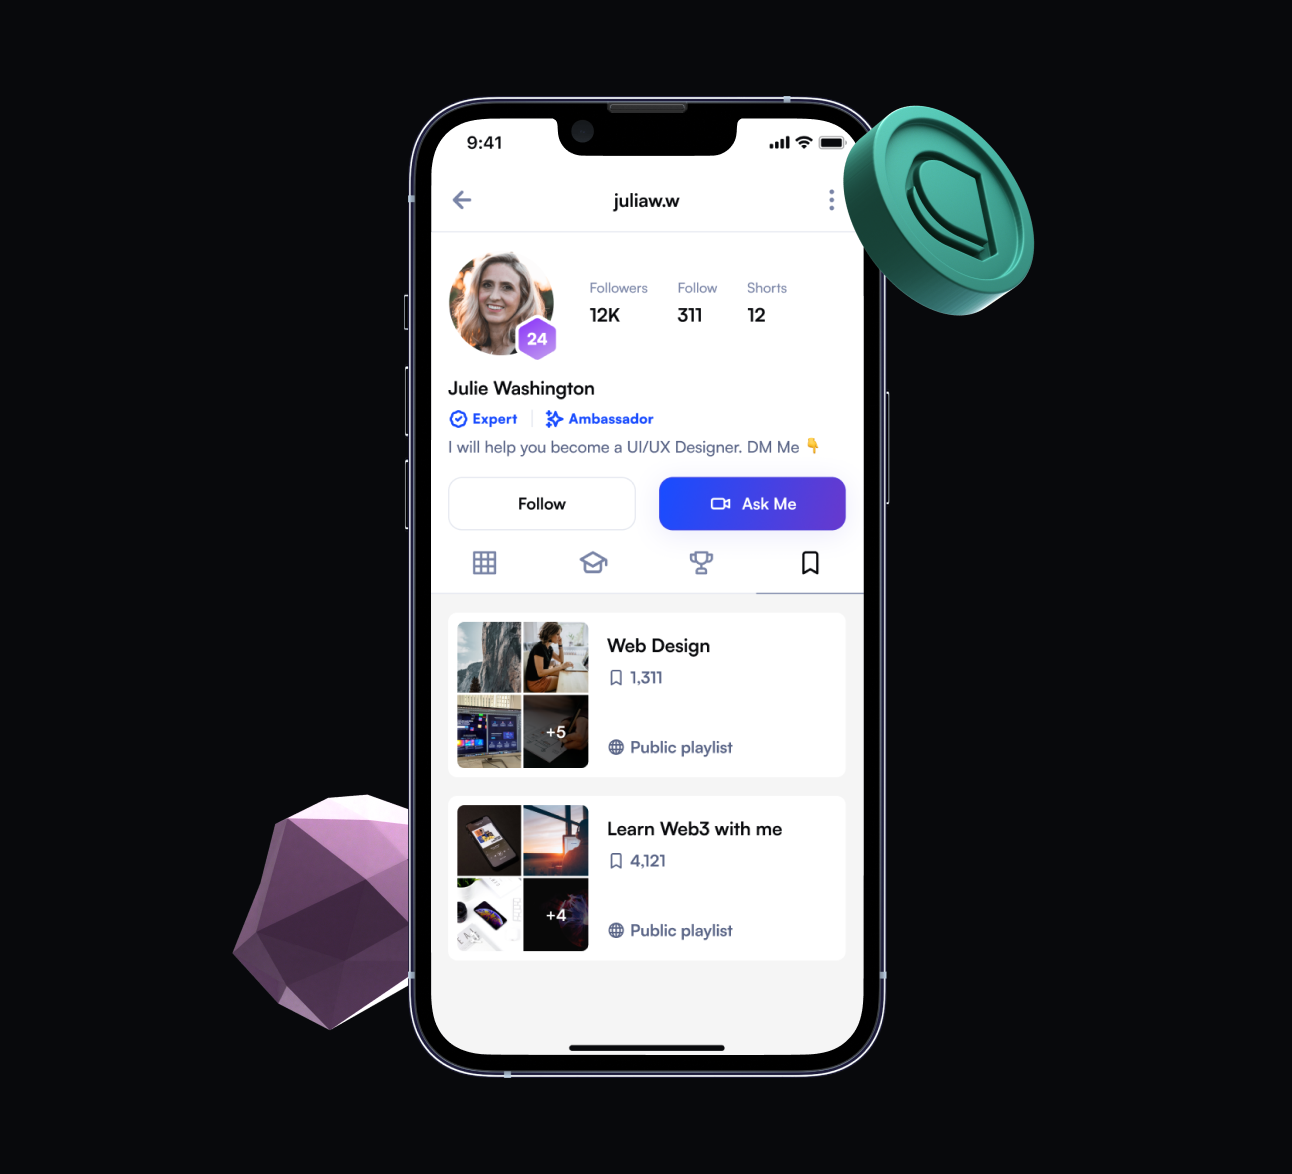 9:41
juliaw.w
Followers Follow Shorts
12K 311 12
24
Julie Washington
Expert Ambassador
I will help you become a UI/UX Designer. DM Me 👇
Follow Ask Me
Web Design
1,311
+5
Public playlist
Learn Web3 with me
4,121
+4
Public playlist